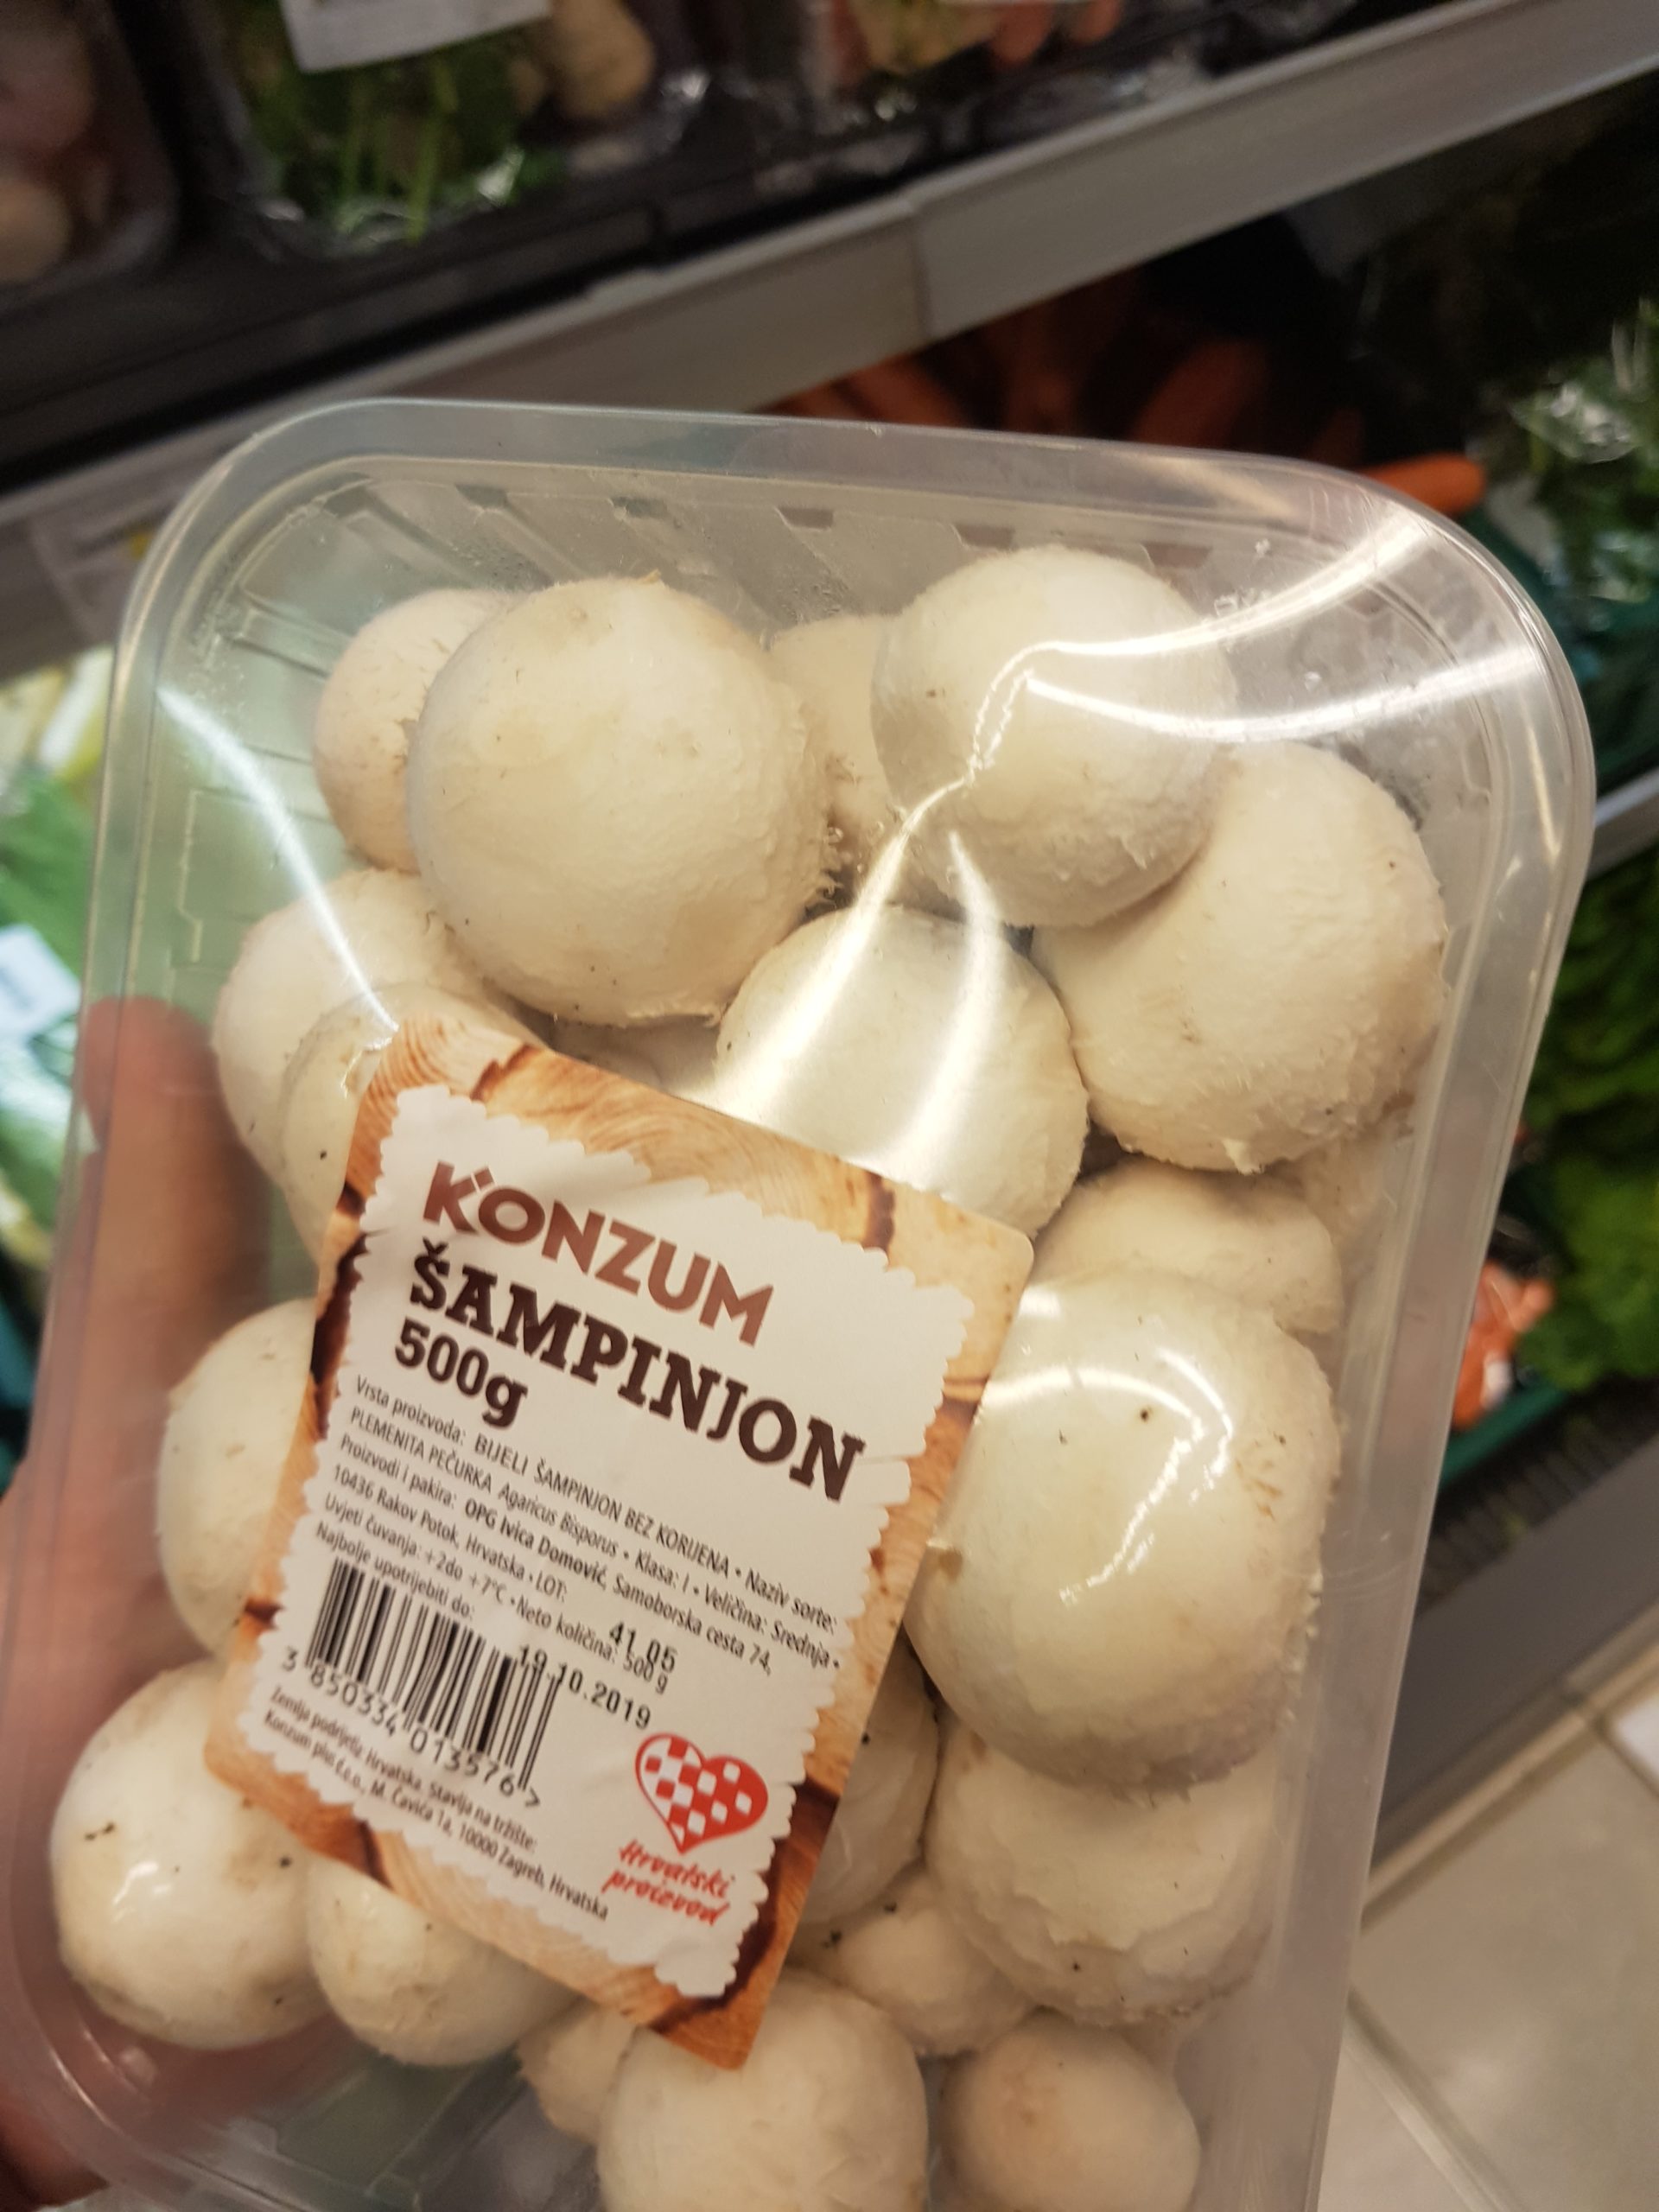 KONZUM
ŠAMPINJON
500g
Vrsta proizvoda: BIJELI ŠAMPINJON BEZ KORIJENA • Naziv sorte:
PLEMENITA PEČURKA Agaricus Bisporus • Klasa: I • Veličina: Srednja •
Proizvodi i pakira: OPG Ivica Domović, Samoborska cesta 74,
10436 Rakov Potok, Hrvatska • LOT: 41.05
Uvjeti čuvanja: +2do +7°C • Neto količina: 500 g
Najbolje upotrijebiti do: 19.10.2019
3 850334 013576 >
Zemlja podrijetla: Hrvatska. Stavlja na tržište:
Konzum plus d.o.o., M. Čavića 1a, 10000 Zagreb, Hrvatska
Hrvatski
proizvod